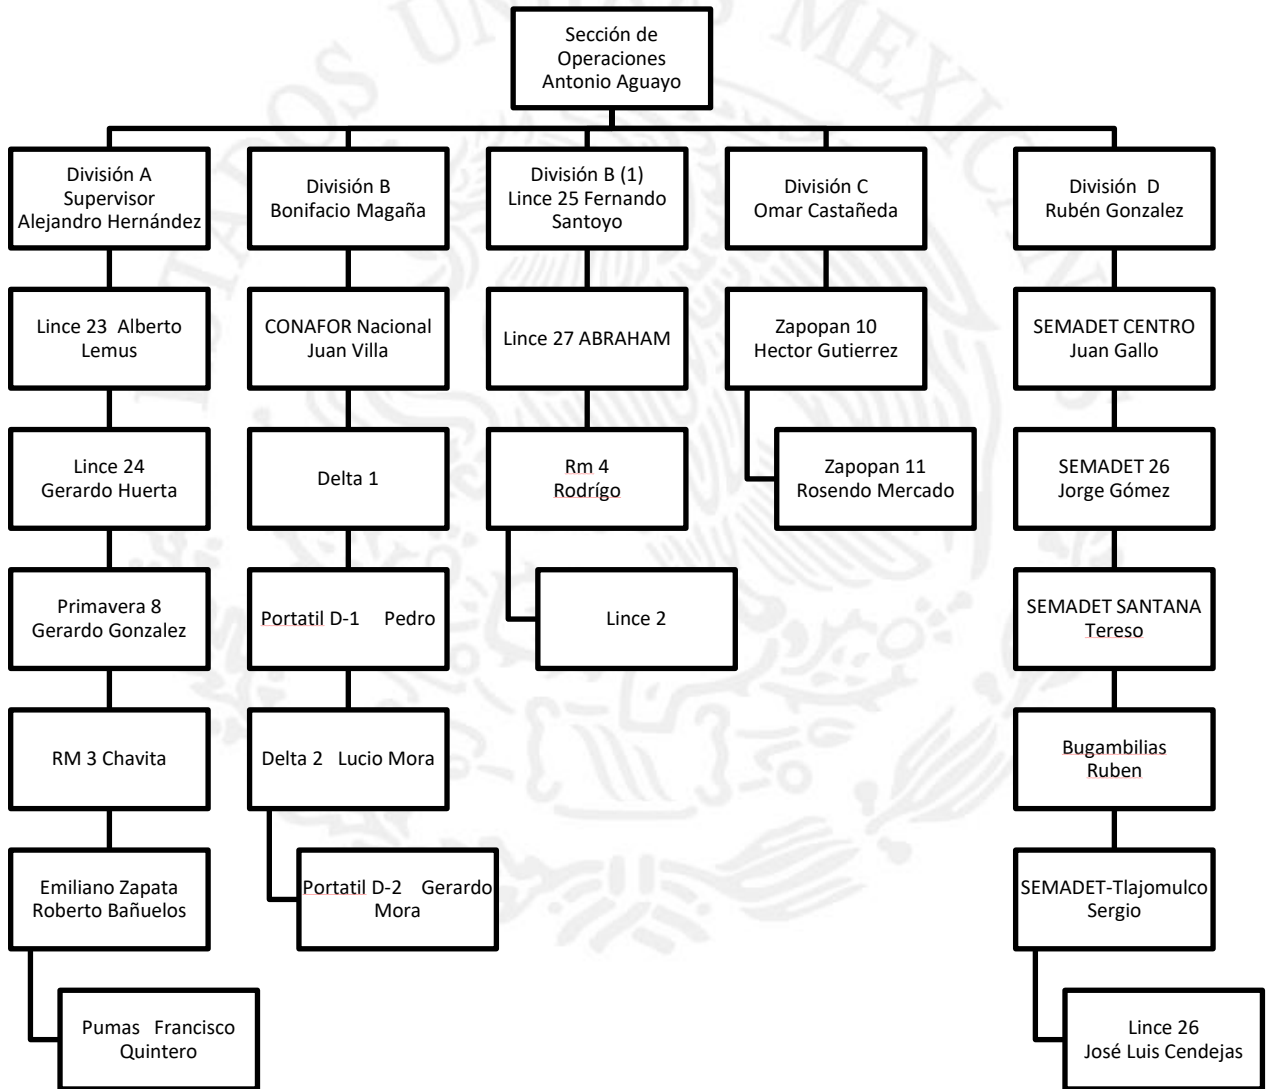 Sección de
Operaciones
Antonio Aguayo
División A
Supervisor
Alejandro Hernández
Lince 23 Alberto
Lemus
Lince 24
Gerardo Huerta
Primavera 8
Gerardo Gonzalez
RM 3 Chavita
Emiliano Zapata
Roberto Bañuelos
Pumas Francisco
Quintero
División B
Bonifacio Magaña
CONAFOR Nacional
Juan Villa
Delta 1
Portatil D-1 Pedro
Delta 2 Lucio Mora
Portatil D-2 Gerardo
Mora
División B (1)
Lince 25 Fernando
Santoyo
Lince 27 ABRAHAM
Rm 4
Rodrígo
Lince 2
División C
Omar Castañeda
Zapopan 10
Hector Gutierrez
Zapopan 11
Rosendo Mercado
División D
Rubén Gonzalez
SEMADET CENTRO
Juan Gallo
SEMADET 26
Jorge Gómez
SEMADET SANTANA
Tereso
Bugambilias
Ruben
SEMADET-Tlajomulco
Sergio
Lince 26
José Luis Cendejas
ESTADOS UNIDOS MEXICANOS